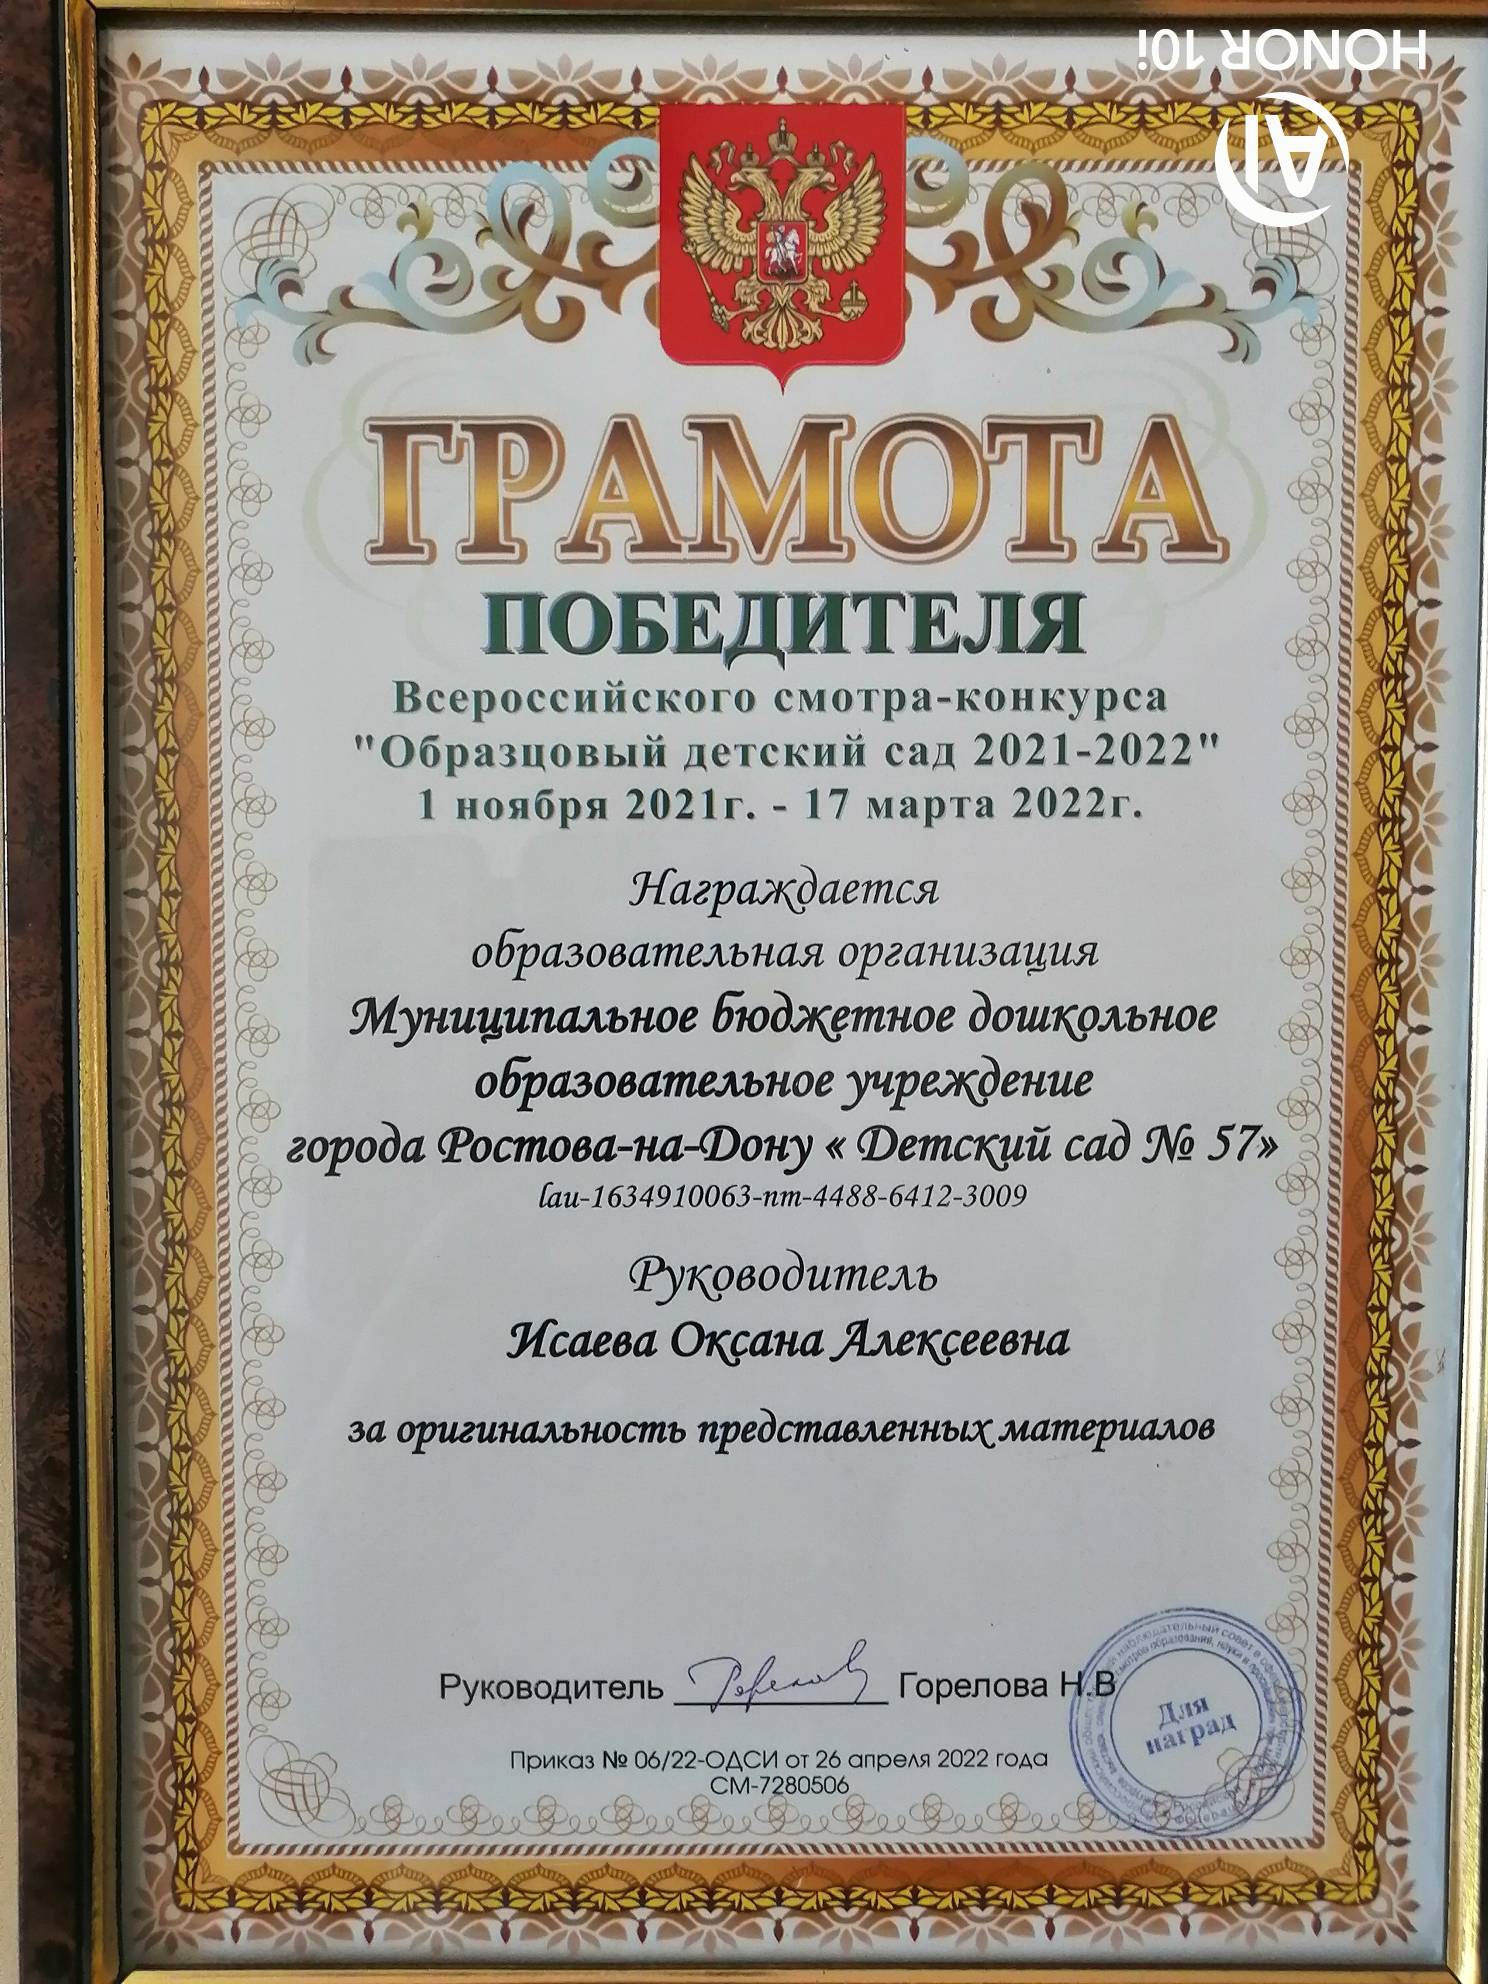 HONOR 10i
AI
ГРАМОТА
ПОБЕДИТЕЛЯ
Всероссийского смотра-конкурса
"Образцовый детский сад 2021-2022"
1 ноября 2021г. - 17 марта 2022г.
Награждается
образовательная организация
Муниципальное бюджетное дошкольное
образовательное учреждение
города Ростова-на-Дону « Детский сад № 57»
lau-1634910063-nm-4488-6412-3009
Руководитель
Исаева Оксана Алексеевна
за оригинальность представленных материалов
Руководитель Горелова Н.В
Для
наград
Приказ № 06/22-ОДСИ от 26 апреля 2022 года
СМ-7280506